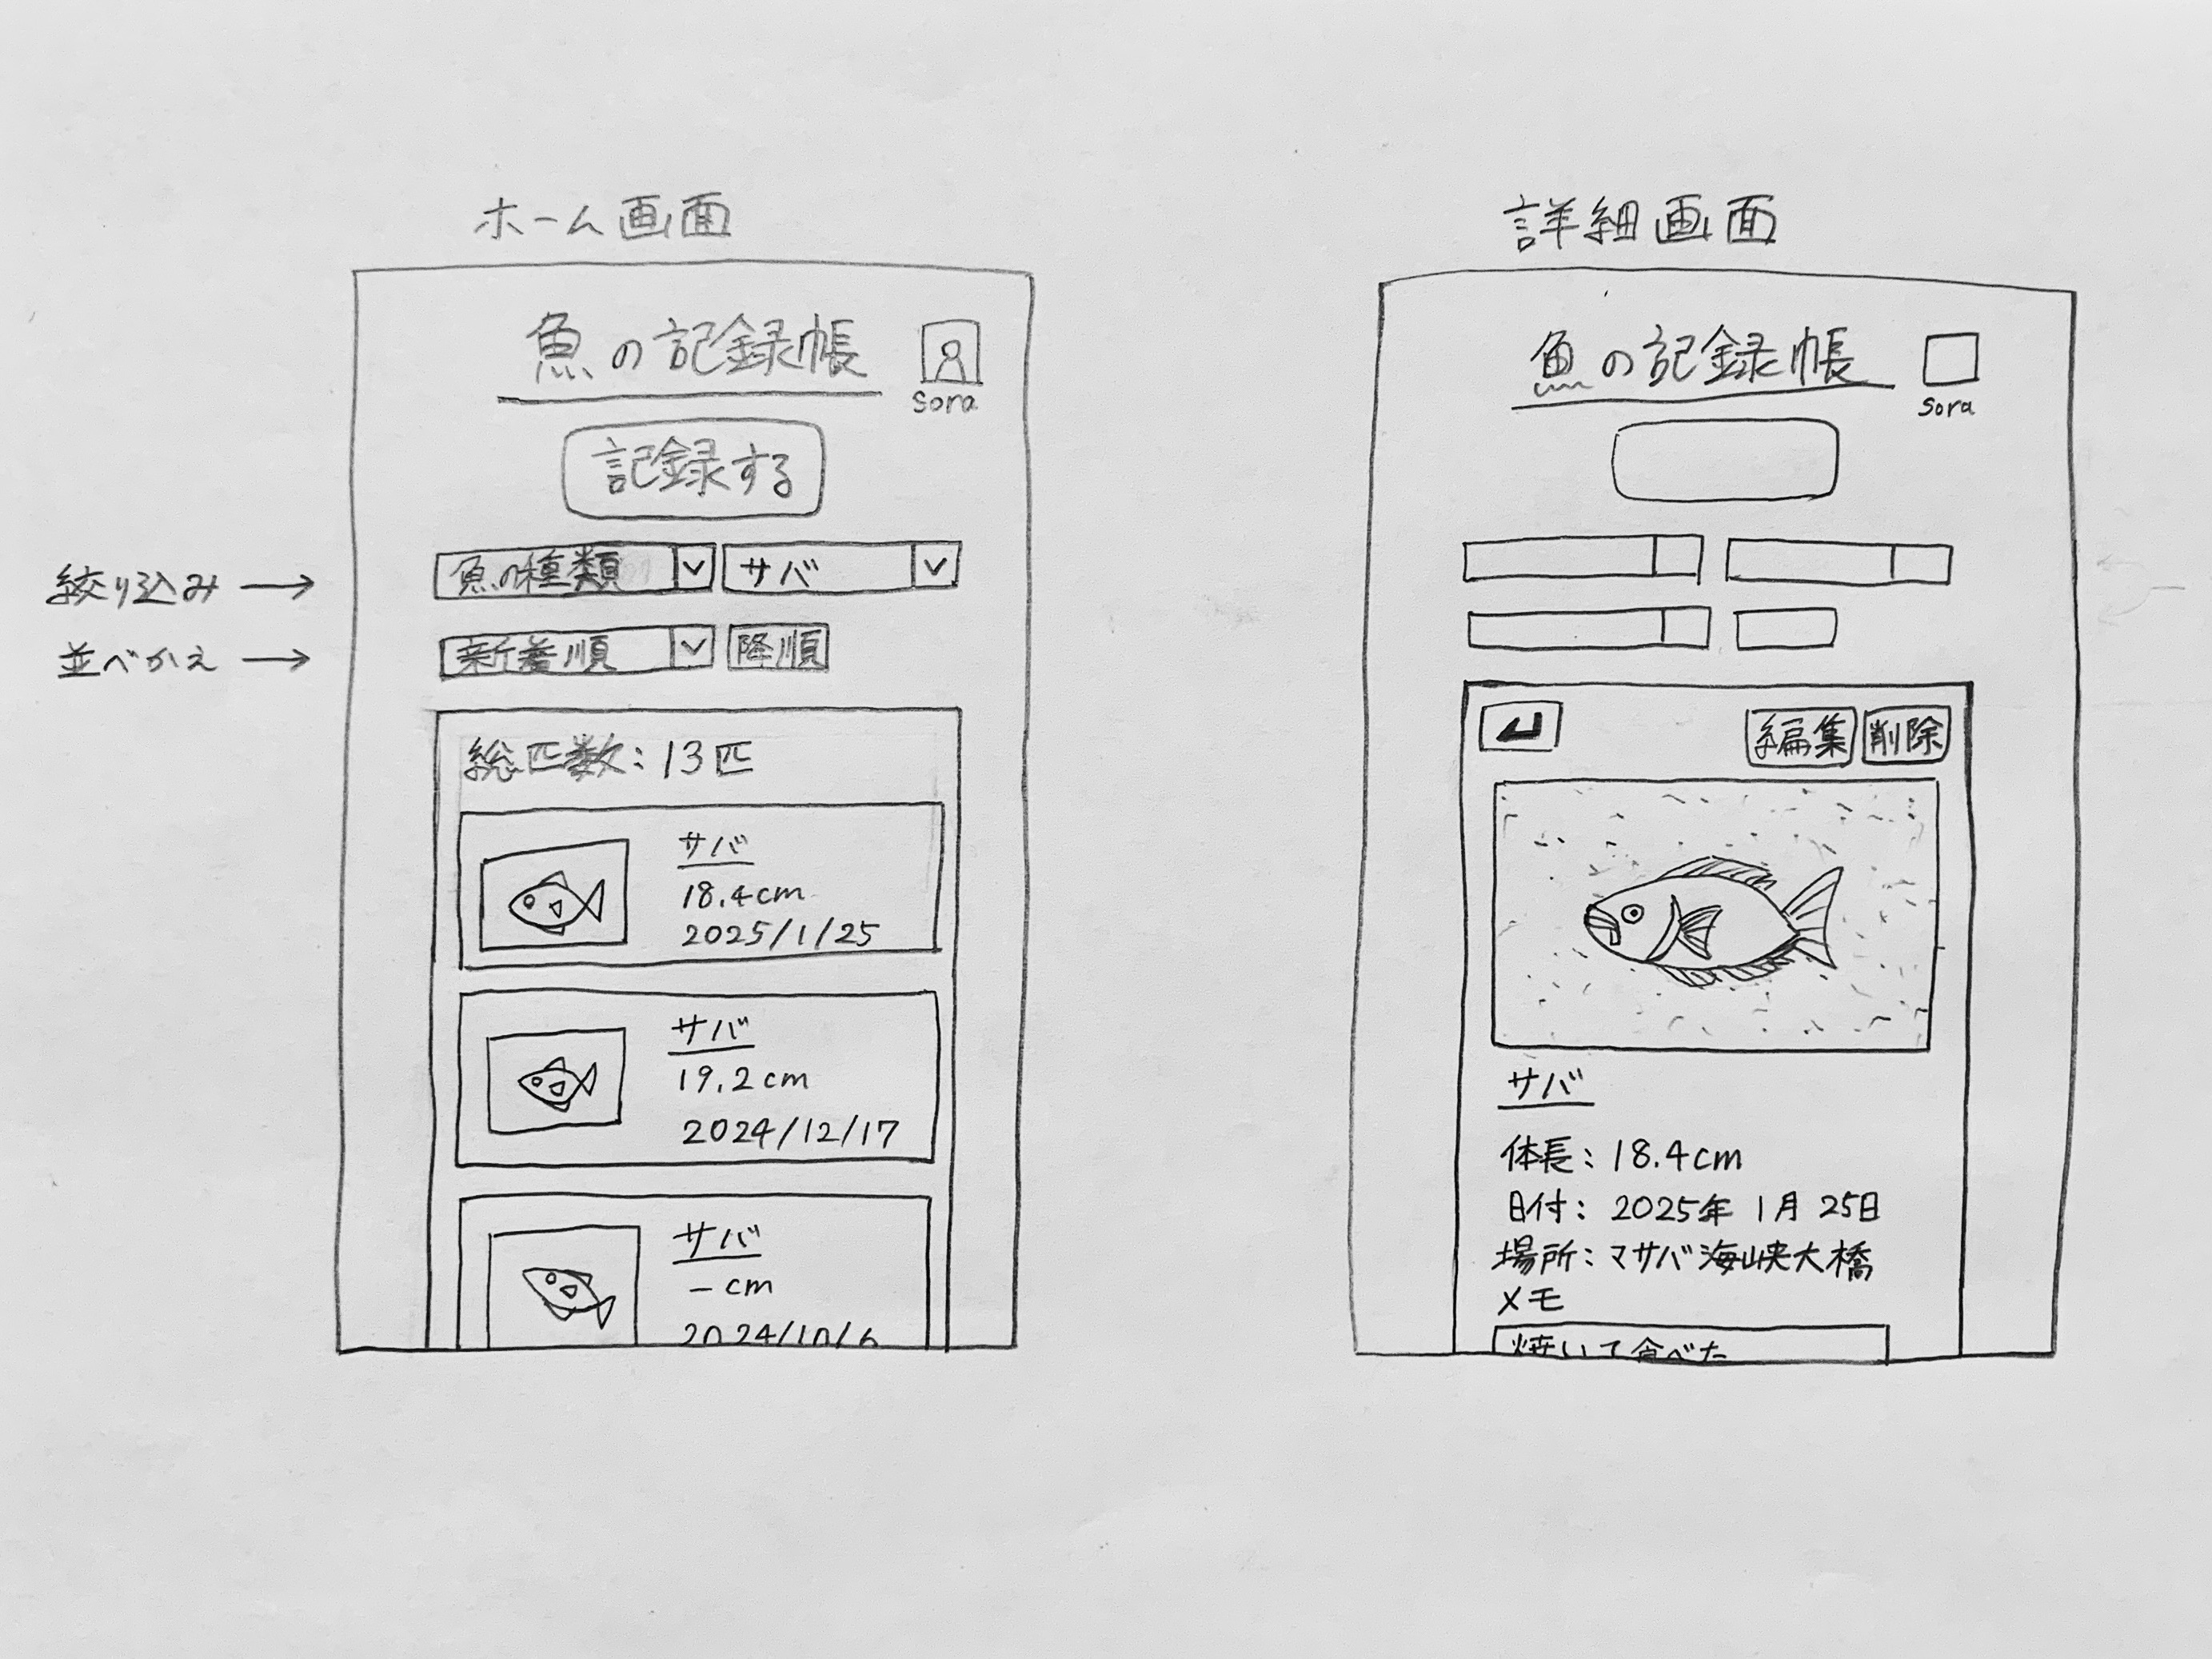 ホーム画面
魚の記録帳
sora
記録する
絞り込み →
魚の種類 サバ
並べかえ →
新着順 降順
総匹数：13匹
サバ
18.4cm
2025/1/25
サバ
19.2cm
2024/12/17
サバ
－cm
2024/10/6
詳細画面
魚の記録帳
sora
編集 削除
サバ
体長：18.4cm
日付：2025年1月25日
場所：マサバ海峡大橋
メモ
焼いて食べた